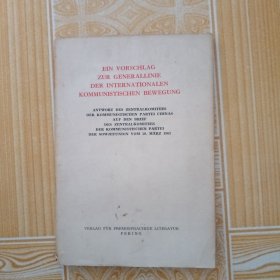 EIN VORSCHLAG
ZUR GENERALLINIE
DER INTERNATIONALEN
KOMMUNISTISCHEN BEWEGUNG
ANTWORT DES ZENTRALKOMITEES
DER KOMMUNISTISCHEN PARTEI CHINAS
AUF DEN BRIEF
DES ZENTRALKOMITEES
DER KOMMUNISTISCHEN PARTEI
DER SOWJETUNION VOM 30. MÄRZ 1963
VERLAG FÜR FREMDSPRACHIGE LITERATUR
PEKING